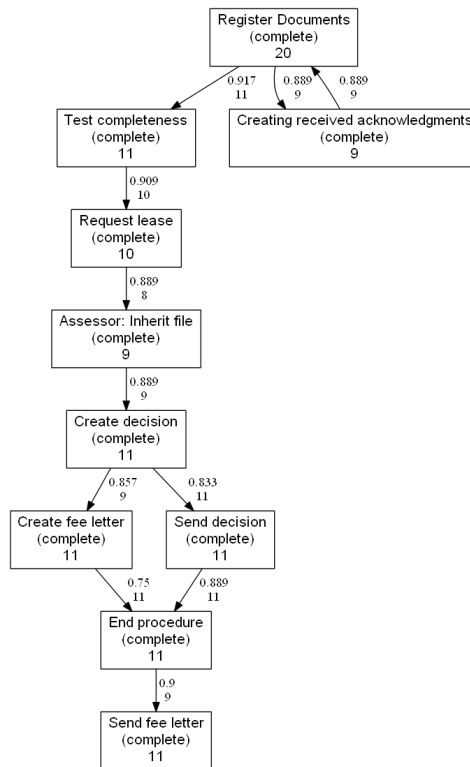 Register Documents
(complete)
20
0.917
11
0.889
9
0.889
9
Test completeness
(complete)
11
Creating received acknowledgments
(complete)
9
0.909
10
Request lease
(complete)
10
0.889
8
Assessor: Inherit file
(complete)
9
0.889
9
Create decision
(complete)
11
0.857
9
0.833
11
Create fee letter
(complete)
11
Send decision
(complete)
11
0.75
11
0.889
11
End procedure
(complete)
11
0.9
9
Send fee letter
(complete)
11